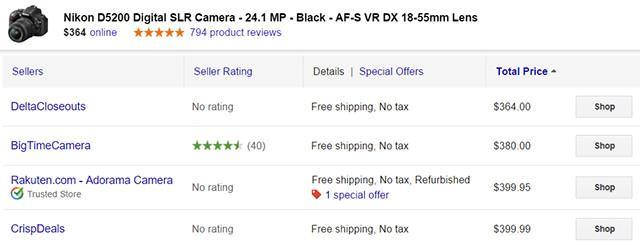 Nikon D5200 Digital SLR Camera - 24.1 MP - Black - AF-S VR DX 18-55mm Lens
$364 online 794 product reviews
Sellers Seller Rating Details | Special Offers Total Price
DeltaCloseouts No rating Free shipping, No tax $364.00 Shop
BigTimeCamera (40) Free shipping, No tax $380.00 Shop
Rakuten.com - Adorama Camera Free shipping, No tax, Refurbished
No rating $399.95 Shop
Trusted Store 1 special offer
CrispDeals No rating Free shipping, No tax $399.99 Shop